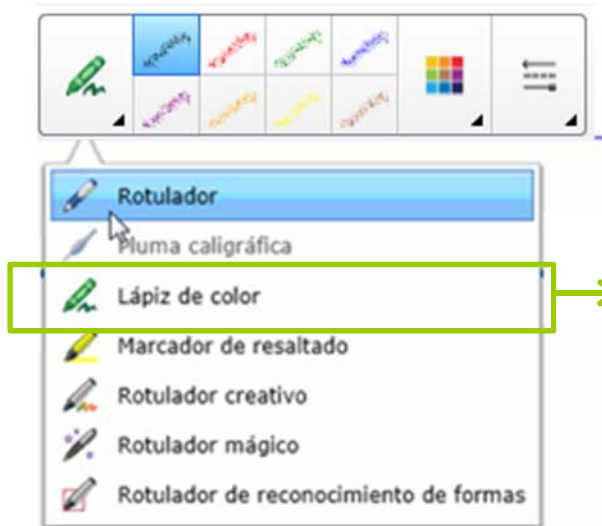 Rotulador
Pluma caligráfica
Lápiz de color
Marcador de resaltado
Rotulador creativo
Rotulador mágico
Rotulador de reconocimiento de formas